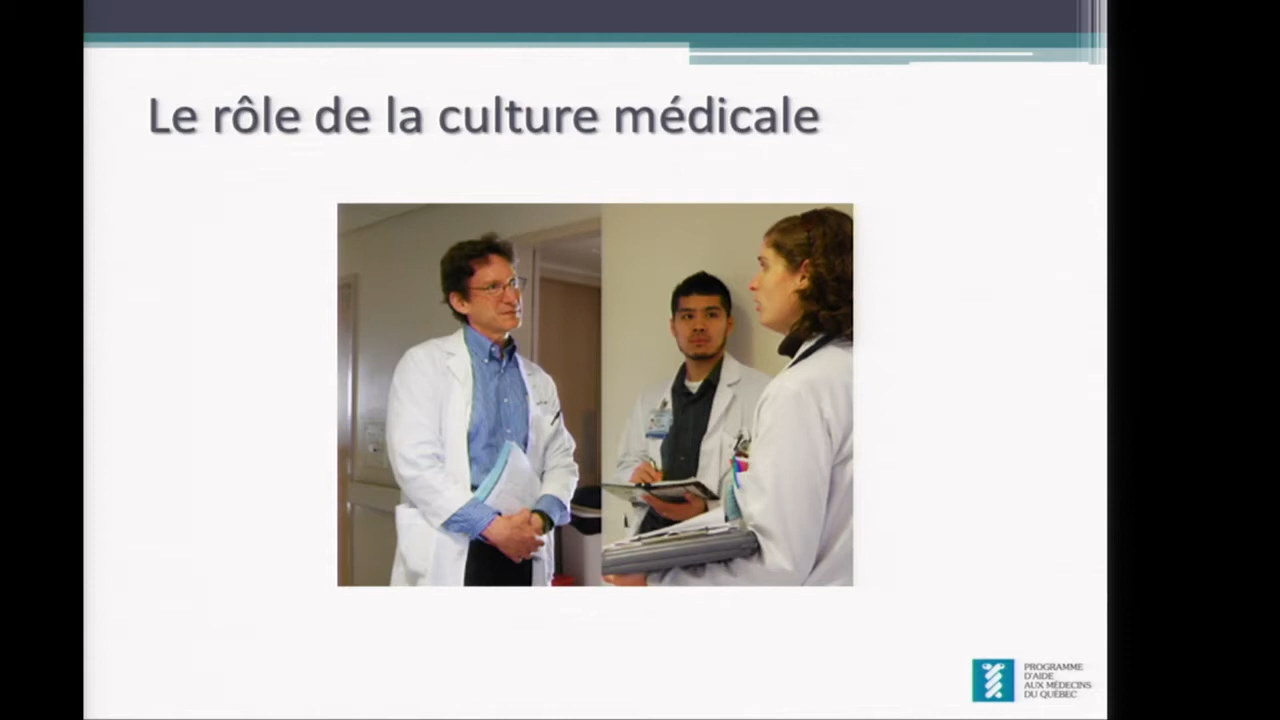 Le rôle de la culture médicale
PROGRAMME
D'AIDE
AUX MÉDECINS
DU QUÉBEC